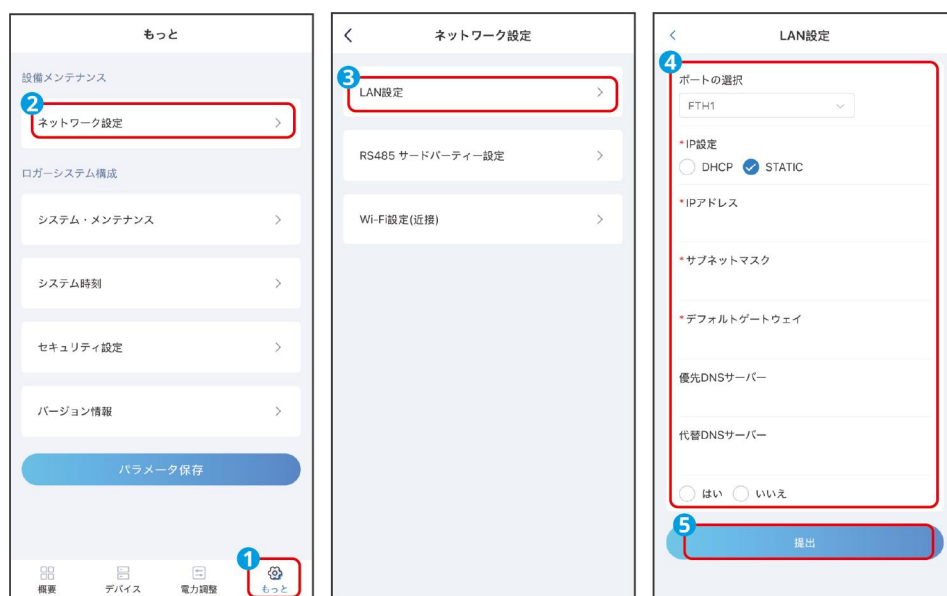 もっと
設備メンテナンス
2
ネットワーク設定
ロガーシステム構成
システム・メンテナンス
システム時刻
セキュリティ設定
バージョン情報
パラメータ保存
1
概要 デバイス 電力調整 もっと
ネットワーク設定
3
LAN設定
RS485 サードパーティー設定
Wi-Fi設定(近接)
LAN設定
4
ポートの選択
ETH1
*IP設定
DHCP STATIC
*IPアドレス
*サブネットマスク
*デフォルトゲートウェイ
優先DNSサーバー
代替DNSサーバー
はい いいえ
5
提出